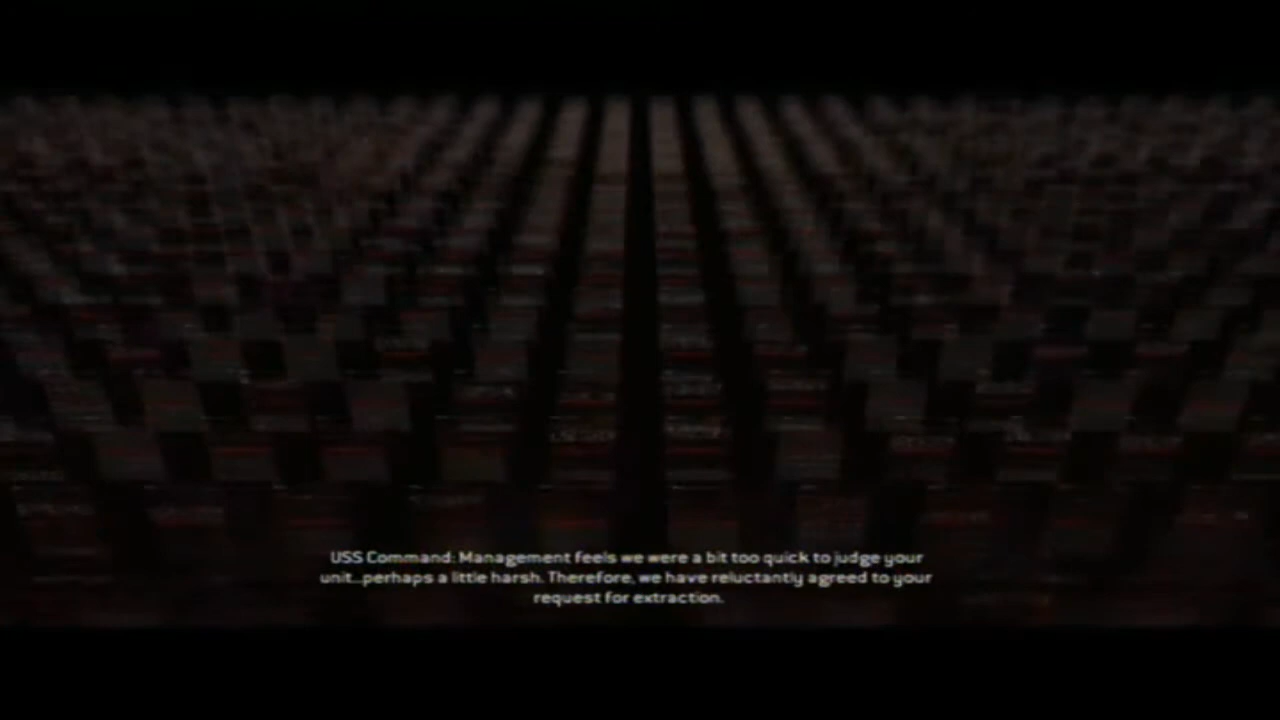 USS Command: Management feels we were a bit too quick to judge your
unit...perhaps a little harsh. Therefore, we have reluctantly agreed to your
request for extraction.